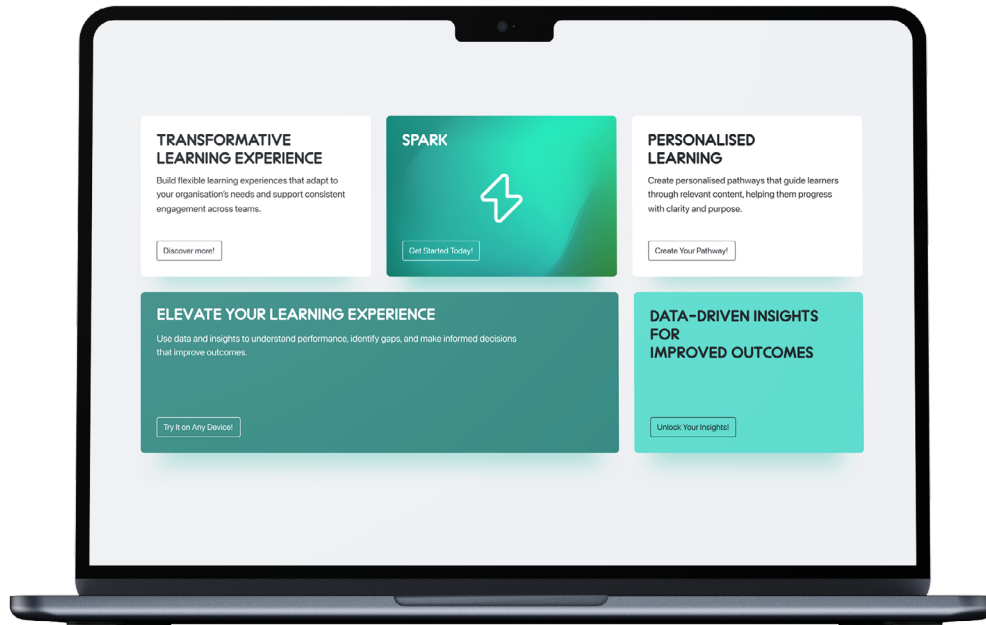 TRANSFORMATIVE
LEARNING EXPERIENCE
Build flexible learning experiences that adapt to
your organisation's needs and support consistent
engagement across teams.
Discover more!
SPARK
Get Started Today!
PERSONALISED
LEARNING
Create personalised pathways that guide learners
through relevant content, helping them progress
with clarity and purpose.
Create Your Pathway!
ELEVATE YOUR LEARNING EXPERIENCE
Use data and insights to understand performance, identify gaps, and make informed decisions
that improve outcomes.
Try It on Any Device!
DATA-DRIVEN INSIGHTS
FOR
IMPROVED OUTCOMES
Unlock Your Insights!